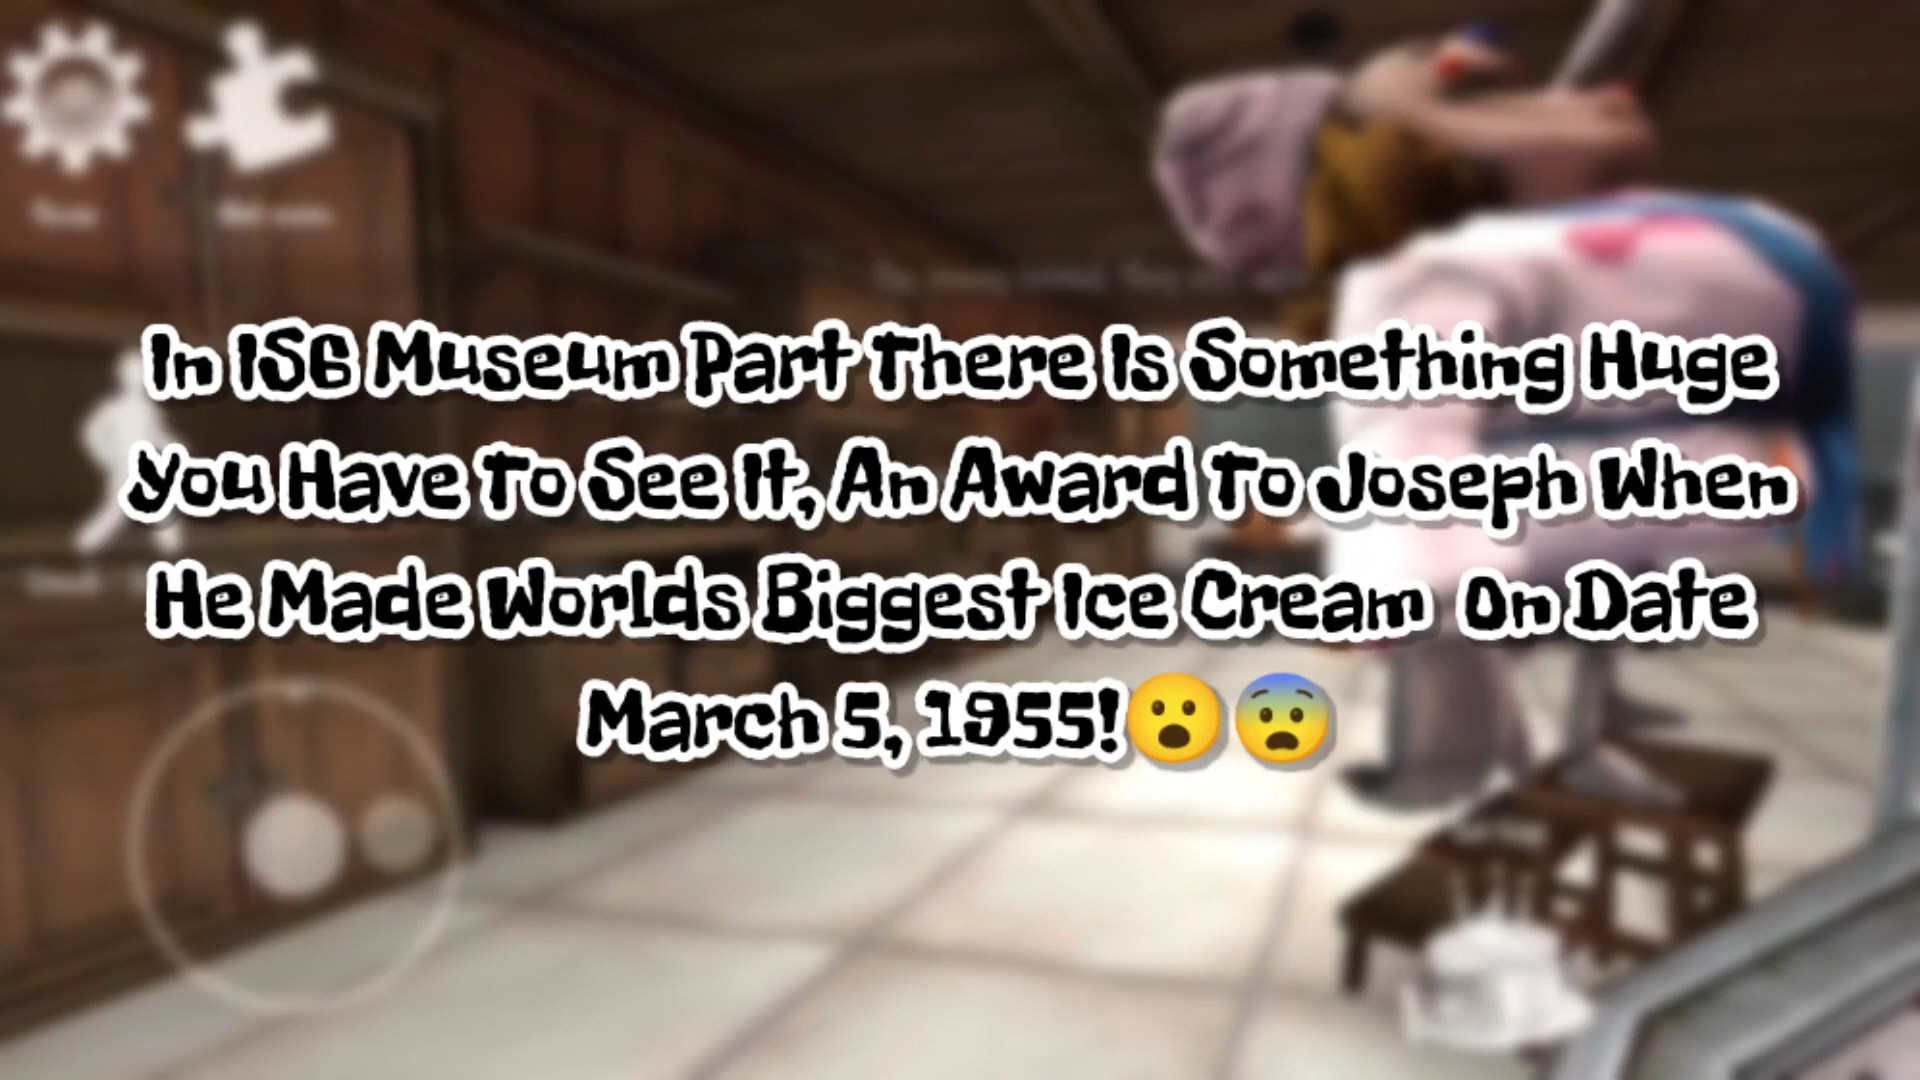 In IS6 Museum Part There Is Something Huge
You Have To See It, An Award To Joseph When
He Made Worlds Biggest Ice Cream On Date
March 5, 1955!😮😨